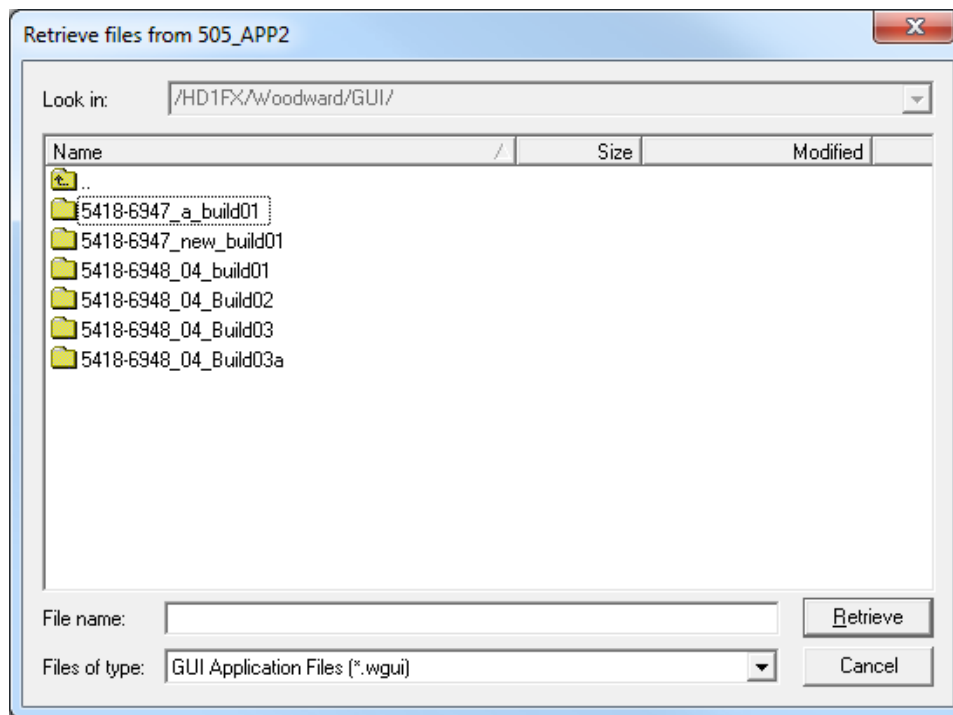 Retrieve files from 505_APP2
Look in: /HD1FX/Woodward/GUI/
Name Size Modified
..
5418-6947_a_build01
5418-6947_new_build01
5418-6948_04_build01
5418-6948_04_Build02
5418-6948_04_Build03
5418-6948_04_Build03a
File name: Retrieve
Files of type: GUI Application Files (*.wgui) Cancel